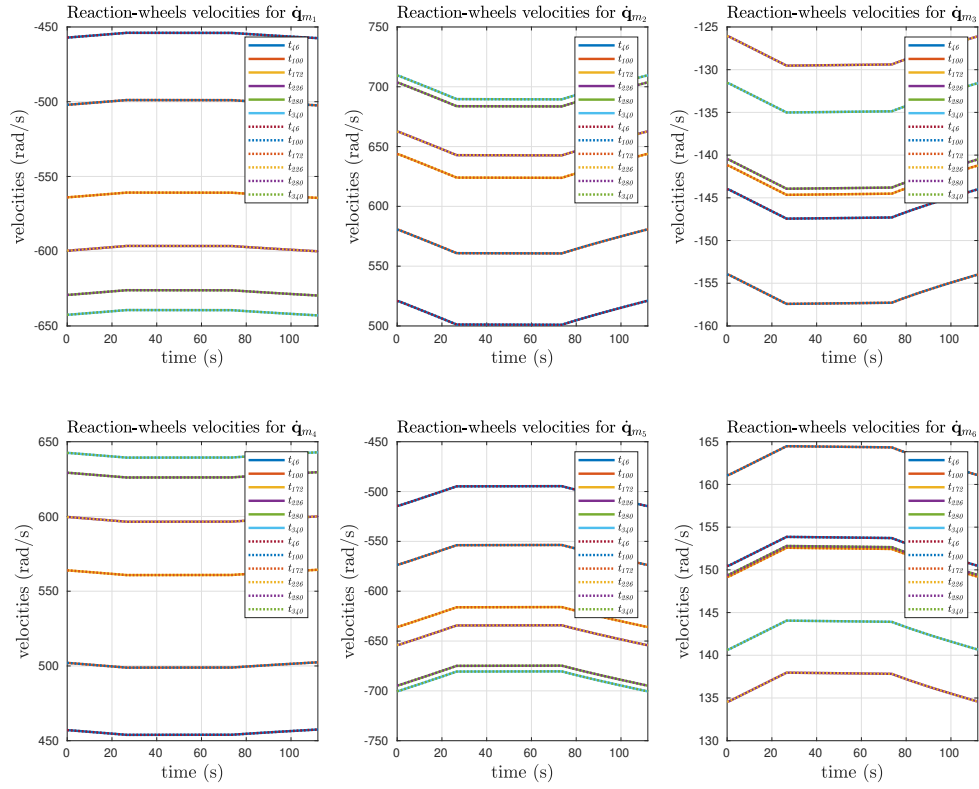 Reaction-wheels velocities for q̇m1
-450
-500
-550
-600
-650
velocities (rad/s)
0 20 40 60 80 100
time (s)
t46
t100
t172
t226
t280
t340
t46
t100
t172
t226
t280
t340
Reaction-wheels velocities for q̇m2
750
700
650
600
550
500
velocities (rad/s)
0 20 40 60 80 100
time (s)
t46
t100
t172
t226
t280
t340
t46
t100
t172
t226
t280
t340
Reaction-wheels velocities for q̇m3
-125
-130
-135
-140
-145
-150
-155
-160
velocities (rad/s)
0 20 40 60 80 100
time (s)
t46
t100
t172
t226
t280
t340
t46
t100
t172
t226
t280
t340
Reaction-wheels velocities for q̇m4
650
600
550
500
450
velocities (rad/s)
0 20 40 60 80 100
time (s)
t46
t100
t172
t226
t280
t340
t46
t100
t172
t226
t280
t340
Reaction-wheels velocities for q̇m5
-450
-500
-550
-600
-650
-700
-750
velocities (rad/s)
0 20 40 60 80 100
time (s)
t46
t100
t172
t226
t280
t340
t46
t100
t172
t226
t280
t340
Reaction-wheels velocities for q̇m6
165
160
155
150
145
140
135
130
velocities (rad/s)
0 20 40 60 80 100
time (s)
t46
t100
t172
t226
t280
t340
t46
t100
t172
t226
t280
t340